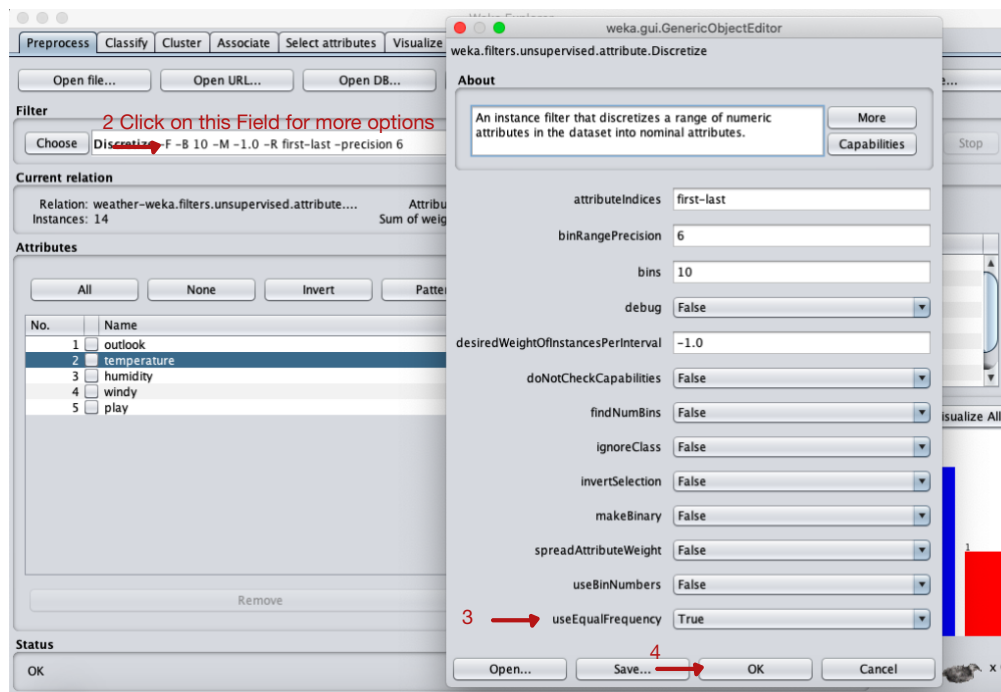 Weka Explorer
Preprocess Classify Cluster Associate Select attributes Visualize
Open file... Open URL... Open DB...
Filter
2 Click on this Field for more options
Choose Discretize -F -B 10 -M -1.0 -R first-last -precision 6
Stop
Current relation
Relation: weather-weka.filters.unsupervised.attribute.... Attribu
Instances: 14 Sum of weig
Attributes
All None Invert Patter
No. Name
1 outlook
2 temperature
3 humidity
4 windy
5 play
Remove
Status
OK
weka.gui.GenericObjectEditor
weka.filters.unsupervised.attribute.Discretize
About
An instance filter that discretizes a range of numeric
attributes in the dataset into nominal attributes.
More
Capabilities
attributeIndices first-last
binRangePrecision 6
bins 10
debug False
desiredWeightOfInstancesPerInterval -1.0
doNotCheckCapabilities False
findNumBins False
ignoreClass False
invertSelection False
makeBinary False
spreadAttributeWeight False
useBinNumbers False
3 useEqualFrequency True
4
Open... Save... OK Cancel
isualize All
1
x